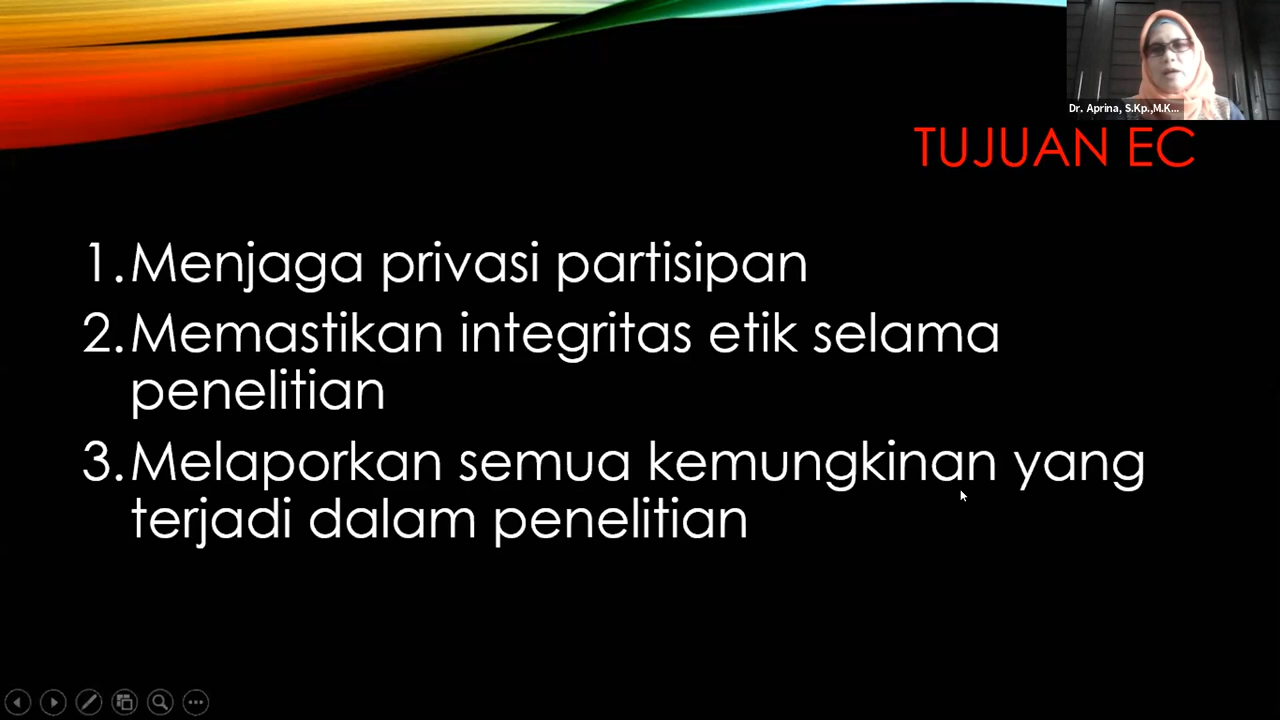 Dr. Aprina, S.Kp.,M.K...
TUJUAN EC
1.Menjaga privasi partisipan
2.Memastikan integritas etik selama
penelitian
3.Melaporkan semua kemungkinan yang
terjadi dalam penelitian